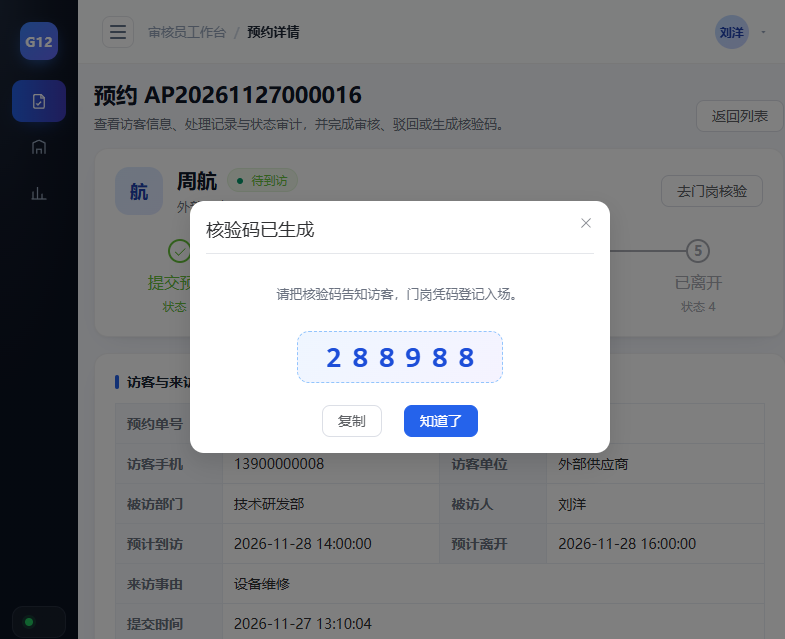 G12
审核员工作台 / 预约详情
刘洋
预约 AP20261127000016
查看访客信息、处理记录与状态审计，并完成审核、驳回或生成核验码。
返回列表
航
周航
待到访
去门岗核验
核验码已生成
请把核验码告知访客，门岗凭码登记入场。
288988
复制
知道了
提交预
状态
5
已离开
状态 4
访客与来访
预约单号
访客手机 13900000008 访客单位 外部供应商
被访部门 技术研发部 被访人 刘洋
预计到访 2026-11-28 14:00:00 预计离开 2026-11-28 16:00:00
来访事由 设备维修
提交时间 2026-11-27 13:10:04